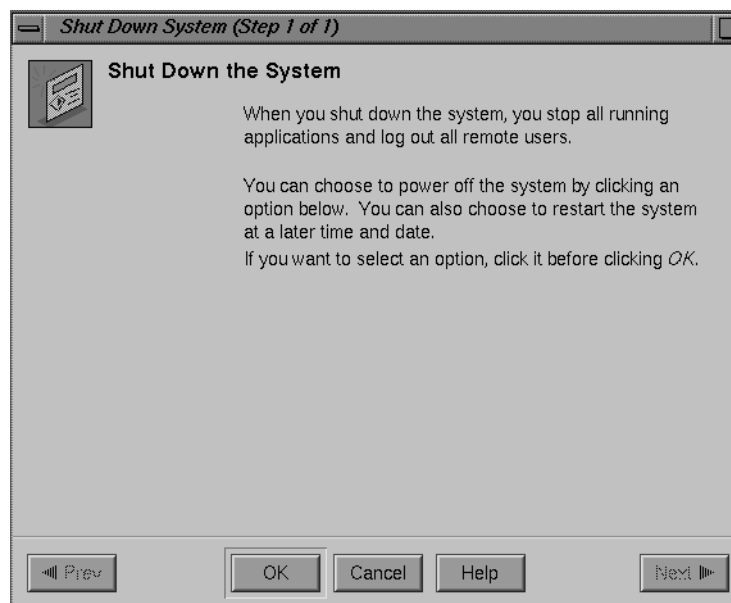 Shut Down System (Step 1 of 1)
Shut Down the System
When you shut down the system, you stop all running
applications and log out all remote users.
You can choose to power off the system by clicking an
option below. You can also choose to restart the system
at a later time and date.
If you want to select an option, click it before clicking OK.
Prev
OK
Cancel
Help
Next